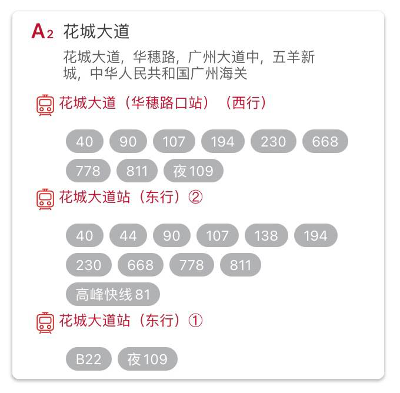 A2 花城大道
花城大道，华穗路，广州大道中，五羊新
城，中华人民共和国广州海关
花城大道（华穗路口站）（西行）
40 90 107 194 230 668
778 811 夜109
花城大道站（东行）②
40 44 90 107 138 194
230 668 778 811
高峰快线81
花城大道站（东行）①
B22 夜109